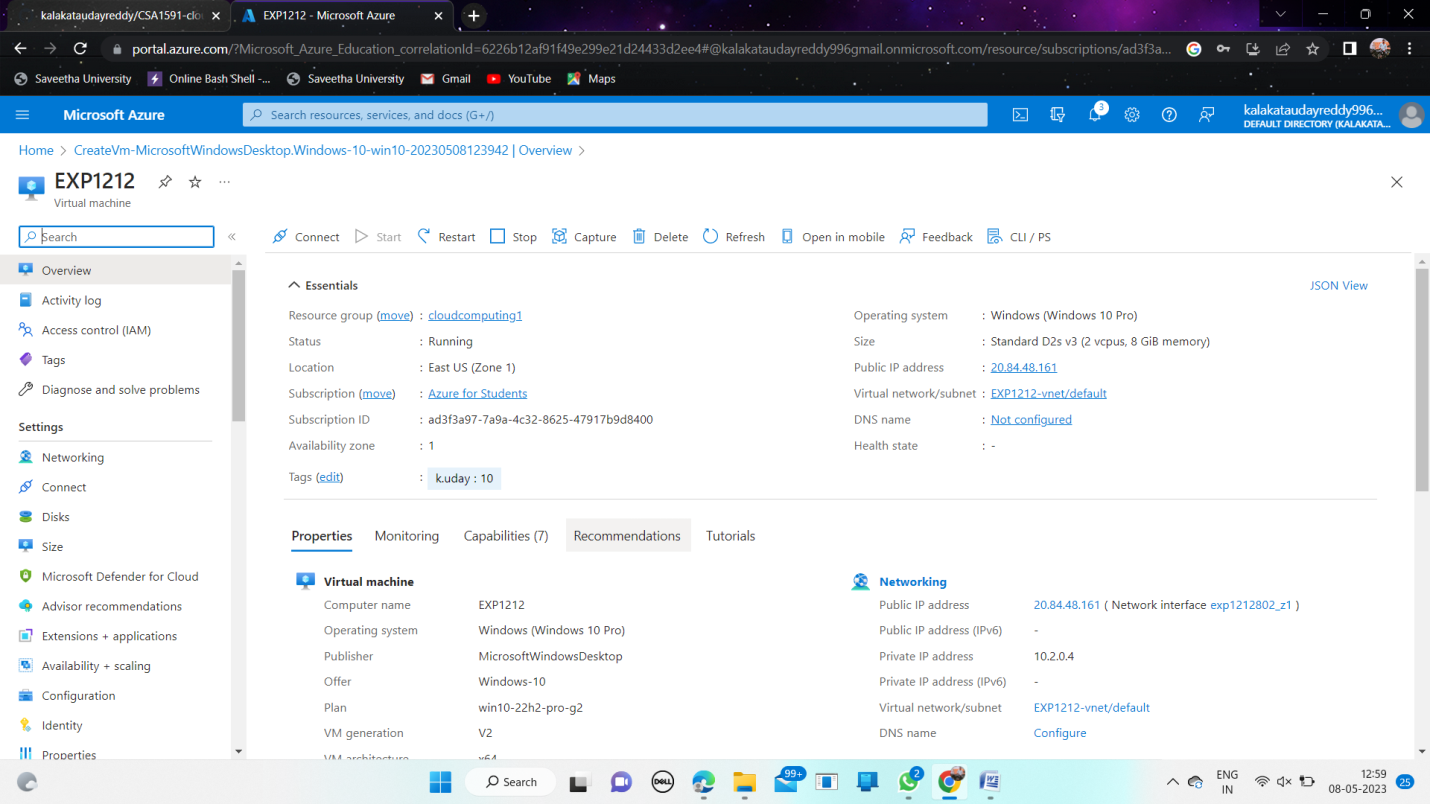 kalakataudayreddy/CSA1591-clo
EXP1212 - Microsoft Azure
portal.azure.com/?Microsoft_Azure_Education_correlationId=6226b12af91f49e299e21d24433d2ee4#@kalakataudayreddy996gmail.onmicrosoft.com/resource/subscriptions/ad3f3a...
Saveetha University
Online Bash Shell -...
Saveetha University
Gmail
YouTube
Maps
Microsoft Azure
Search resources, services, and docs (G+/)
3
kalakataudayreddy996...
DEFAULT DIRECTORY (KALAKATA...
Home > CreateVm-MicrosoftWindowsDesktop.Windows-10-win10-20230508123942 | Overview >
EXP1212
Virtual machine
Search
Connect
Start
Restart
Stop
Capture
Delete
Refresh
Open in mobile
Feedback
CLI / PS
Overview
Activity log
Access control (IAM)
Tags
Diagnose and solve problems
Settings
Networking
Connect
Disks
Size
Microsoft Defender for Cloud
Advisor recommendations
Extensions + applications
Availability + scaling
Configuration
Identity
Properties
Essentials
JSON View
Resource group (move) : cloudcomputing1
Status : Running
Location : East US (Zone 1)
Subscription (move) : Azure for Students
Subscription ID : ad3f3a97-7a9a-4c32-8625-47917b9d8400
Availability zone : 1
Tags (edit) : k.uday : 10
Operating system : Windows (Windows 10 Pro)
Size : Standard D2s v3 (2 vcpus, 8 GiB memory)
Public IP address : 20.84.48.161
Virtual network/subnet : EXP1212-vnet/default
DNS name : Not configured
Health state : -
Properties
Monitoring
Capabilities (7)
Recommendations
Tutorials
Virtual machine
Computer name EXP1212
Operating system Windows (Windows 10 Pro)
Publisher MicrosoftWindowsDesktop
Offer Windows-10
Plan win10-22h2-pro-g2
VM generation V2
VM architecture x64
Networking
Public IP address 20.84.48.161 ( Network interface exp1212802_z1 )
Public IP address (IPv6) -
Private IP address 10.2.0.4
Private IP address (IPv6) -
Virtual network/subnet EXP1212-vnet/default
DNS name Configure
Search
DELL
99+
2
ENG
IN
12:59
08-05-2023
25